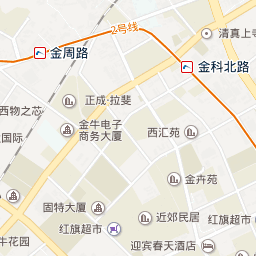 2号线
清真上寺
金周路
金科北路
西物之芯
正成·拉斐
金牛电子
商务大厦
西汇苑
国际
金卉苑
固特大厦
近郊民居
红旗超市
红旗超市
牛花园
迎宾春天酒店